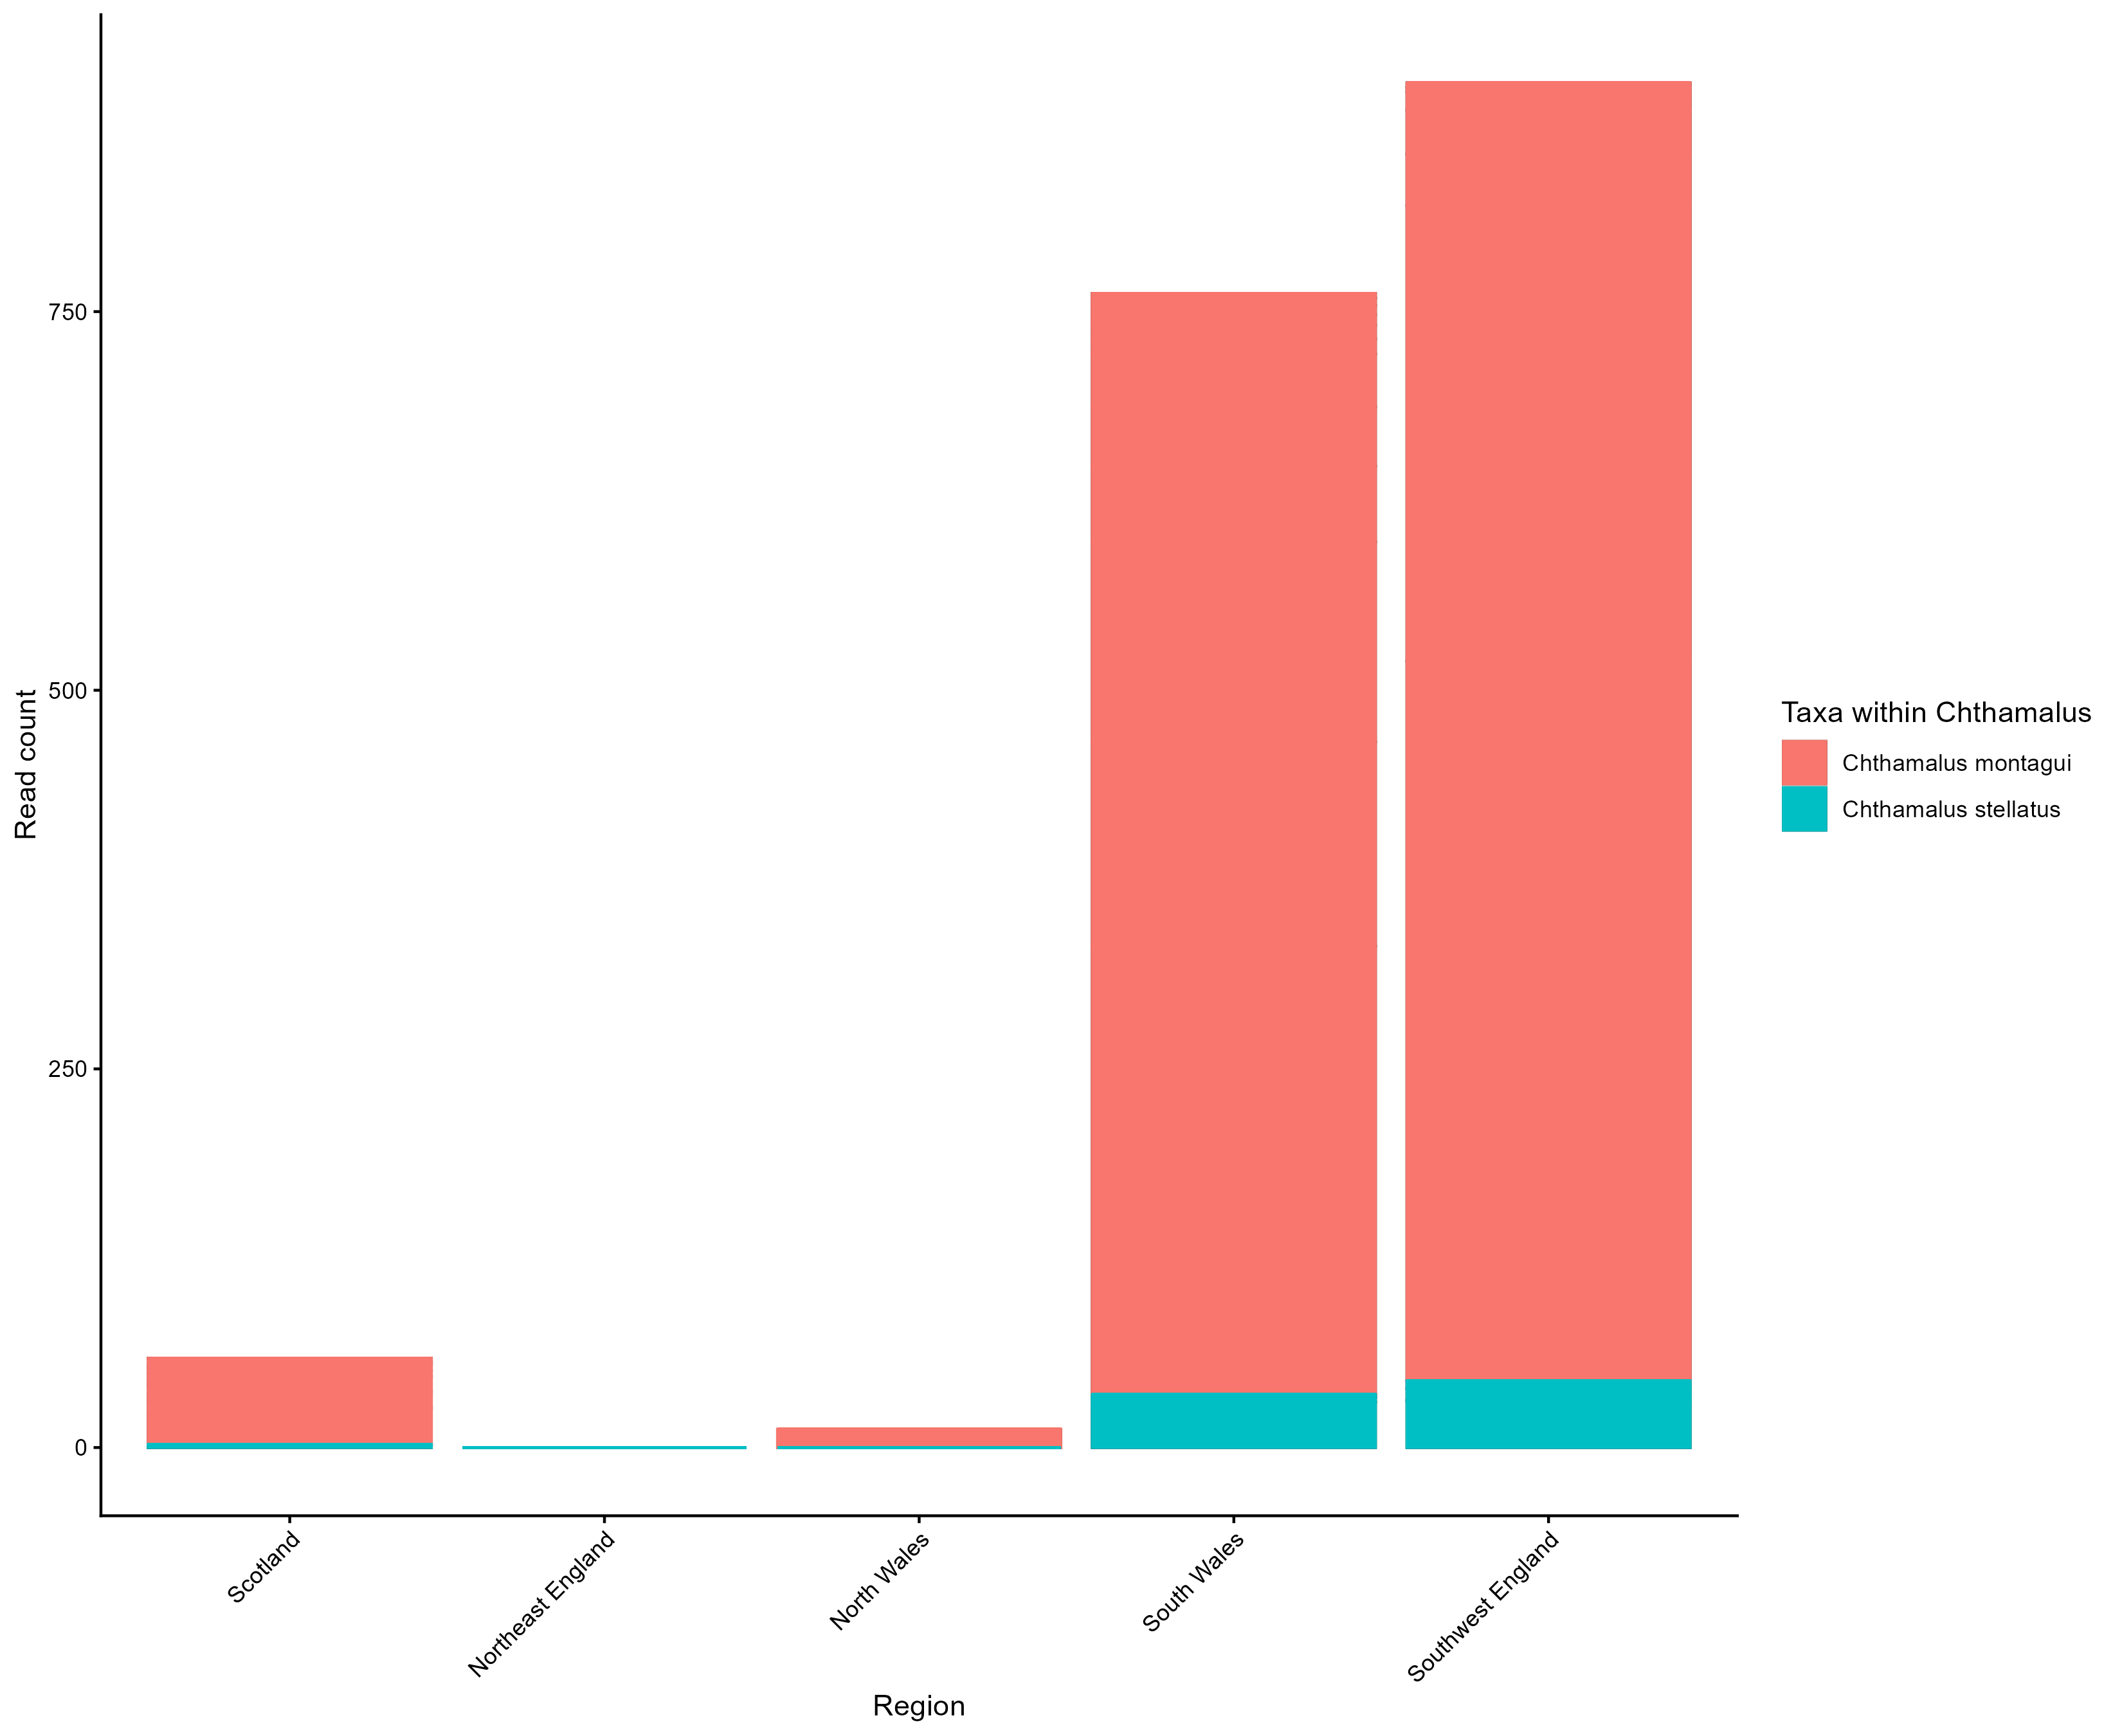 Read count
750
500
250
0
Scotland
Northeast England
North Wales
South Wales
Southwest England
Region
Taxa within Chthamalus
Chthamalus montagui
Chthamalus stellatus